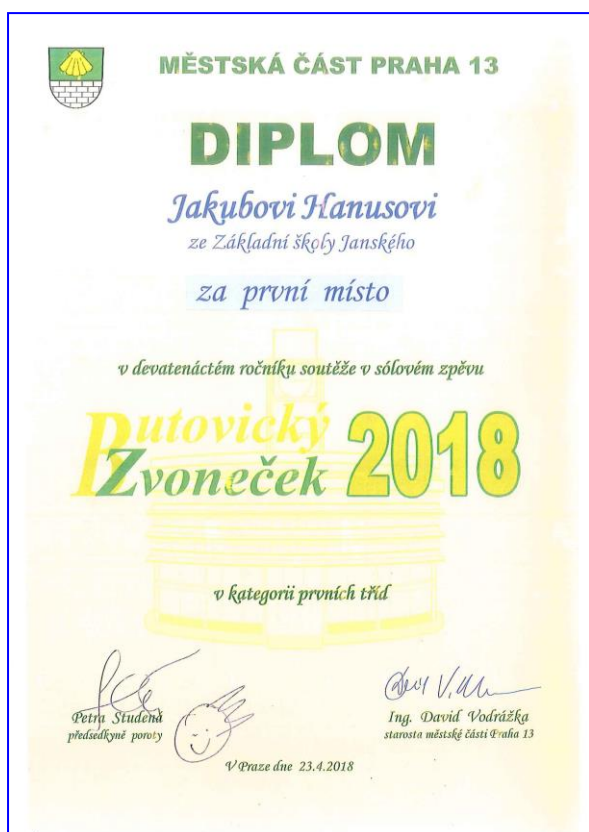 MĚSTSKÁ ČÁST PRAHA 13
DIPLOM
Jakubovi Hanusovi
ze Základní školy Janského
za první místo
v devatenáctém ročníku soutěže v sólovém zpěvu
Butovický
Zvoneček 2018
v kategorii prvních tříd
Petra Studená
předsedkyně poroty
Ing. David Vodrážka
starosta městské části Praha 13
V Praze dne 23.4.2018